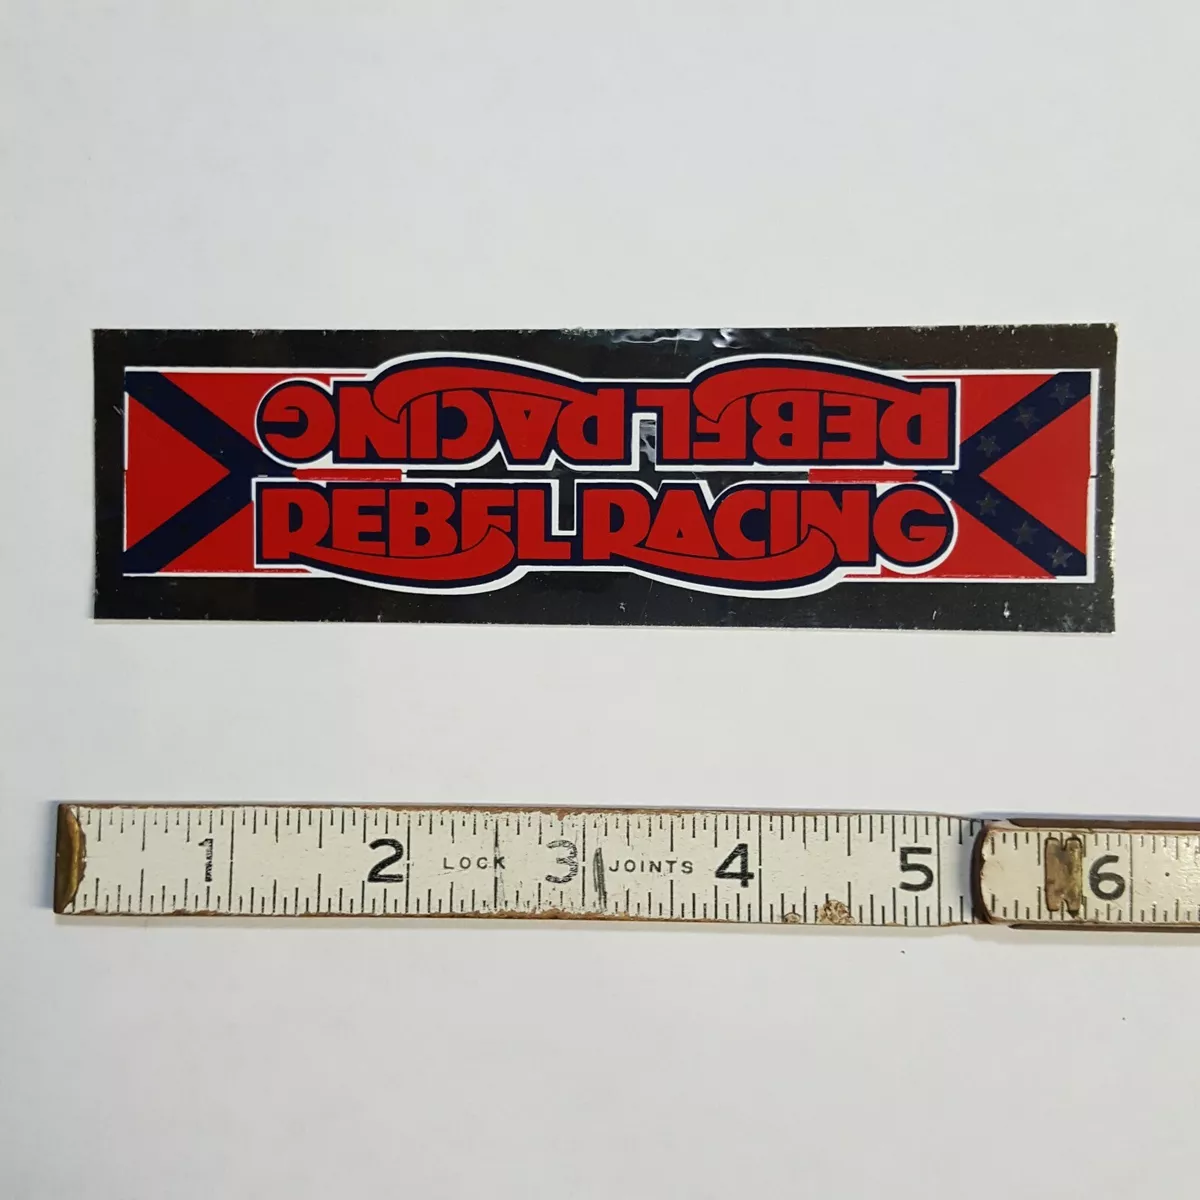 REBEL RACING
REBEL RACING
1 2 LOCK 3 JOINTS 4 5 6